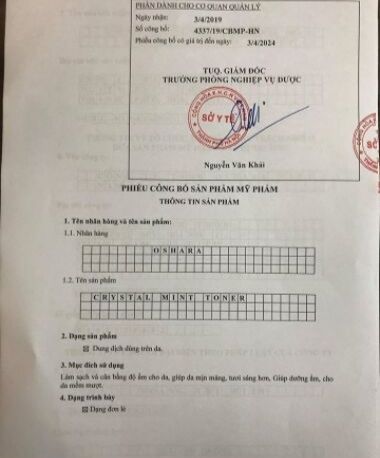 PHẦN DÀNH CHO CƠ QUAN QUẢN LÝ
Ngày nhận: 3/4/2019
Số công bố: 4337/19/CBMP-HN
Phiếu công bố có giá trị đến ngày: 3/4/2024
TUQ. GIÁM ĐỐC
TRƯỞNG PHÒNG NGHIỆP VỤ DƯỢC
SỞ Y TẾ
Nguyễn Văn Khải
PHIẾU CÔNG BỐ SẢN PHẨM MỸ PHẨM
THÔNG TIN SẢN PHẨM
1. Tên nhãn hàng và tên sản phẩm:
1.1. Nhãn hàng
OSHARA
1.2. Tên sản phẩm
CRYSTAL MINT TONER
2. Dạng sản phẩm
Dung dịch dùng trên da.
3. Mục đích sử dụng
Làm sạch và cân bằng độ ẩm cho da, giúp da mịn màng, tươi sáng hơn, Giúp dưỡng ẩm, cho
da mềm mượt.
4. Dạng trình bày
Dạng đơn lẻ